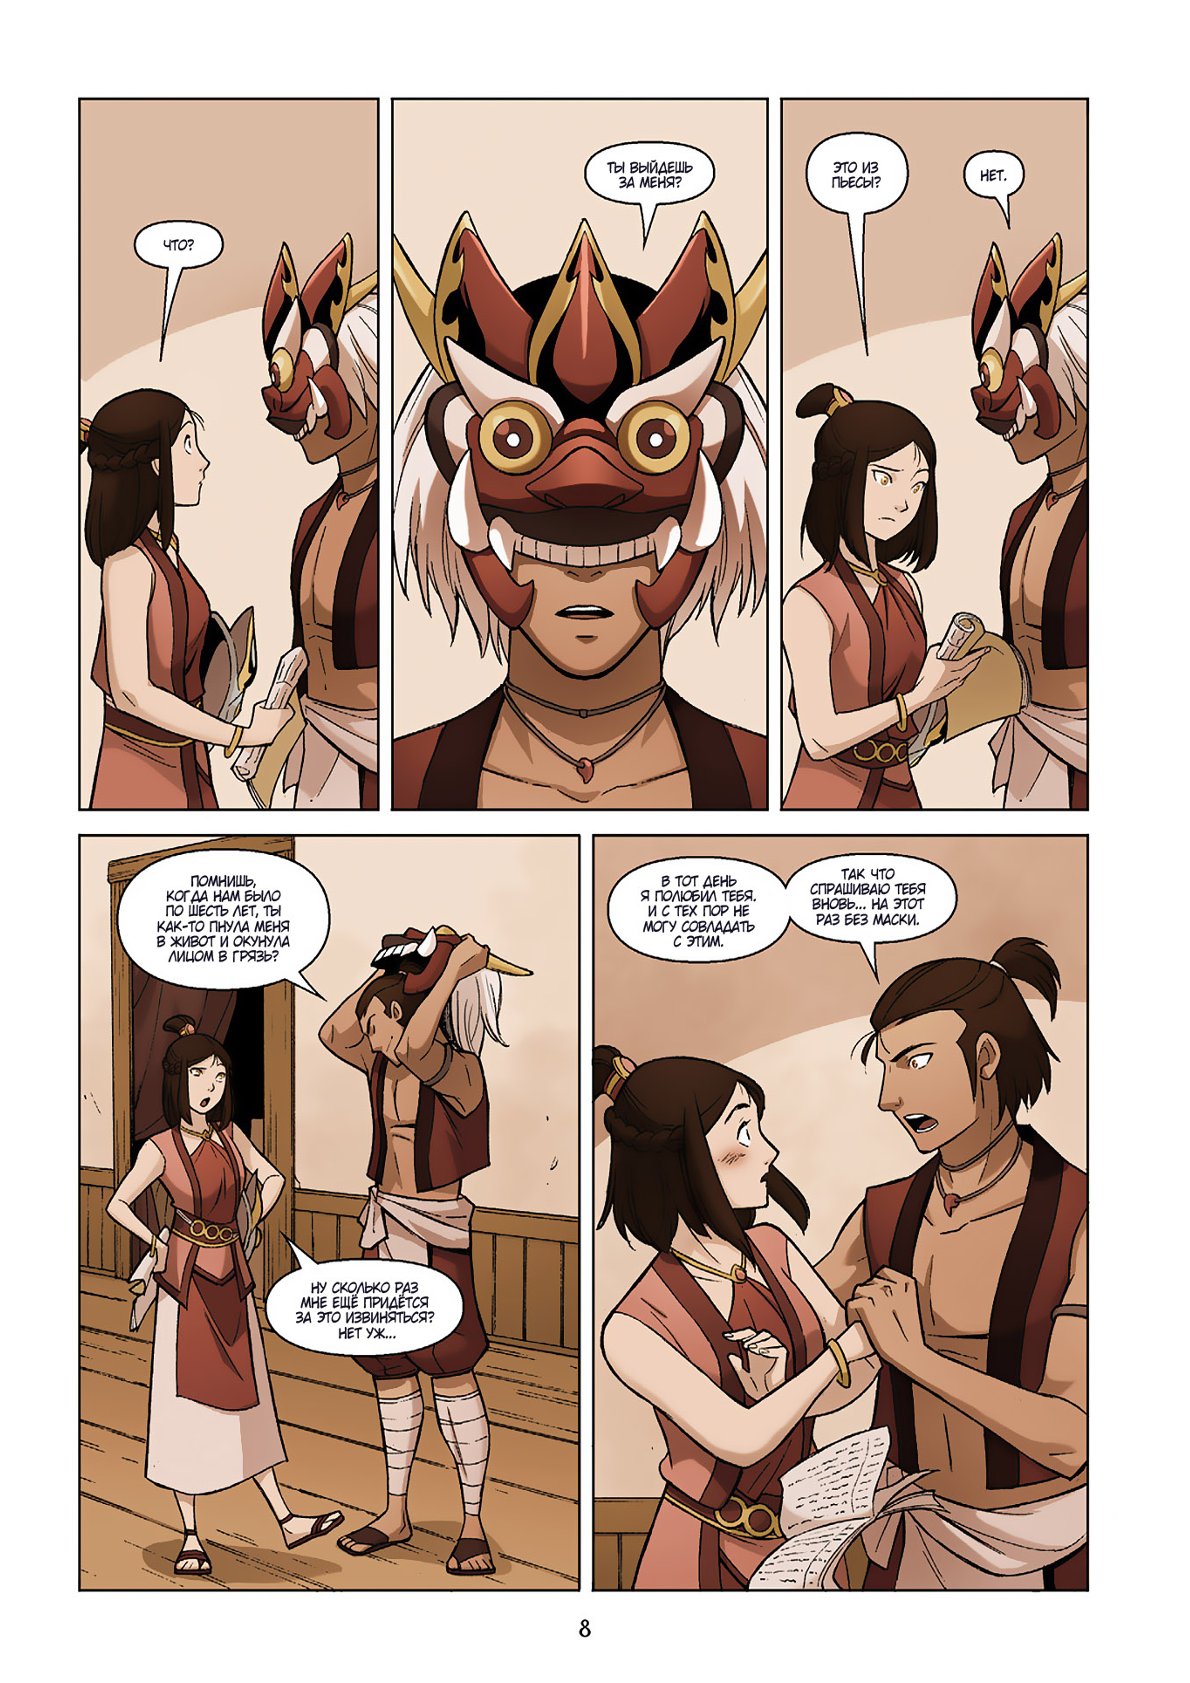 ЧТО?
ТЫ ВЫЙДЕШЬ
ЗА МЕНЯ?
ЭТО ИЗ
ПЬЕСЫ?
НЕТ.
ПОМНИШЬ,
КОГДА НАМ БЫЛО
ПО ШЕСТЬ ЛЕТ, ТЫ
КАК-ТО ПНУЛА МЕНЯ
В ЖИВОТ И ОКУНУЛА
ЛИЦОМ В ГРЯЗЬ?
НУ СКОЛЬКО РАЗ
МНЕ ЕЩЁ ПРИДЁТСЯ
ЗА ЭТО ИЗВИНЯТЬСЯ?
НЕТ УЖ...
В ТОТ ДЕНЬ
Я ПОЛЮБИЛ ТЕБЯ.
И С ТЕХ ПОР НЕ
МОГУ СОВЛАДАТЬ
С ЭТИМ.
ТАК ЧТО
СПРАШИВАЮ ТЕБЯ
ВНОВЬ... НА ЭТОТ
РАЗ БЕЗ МАСКИ.
8